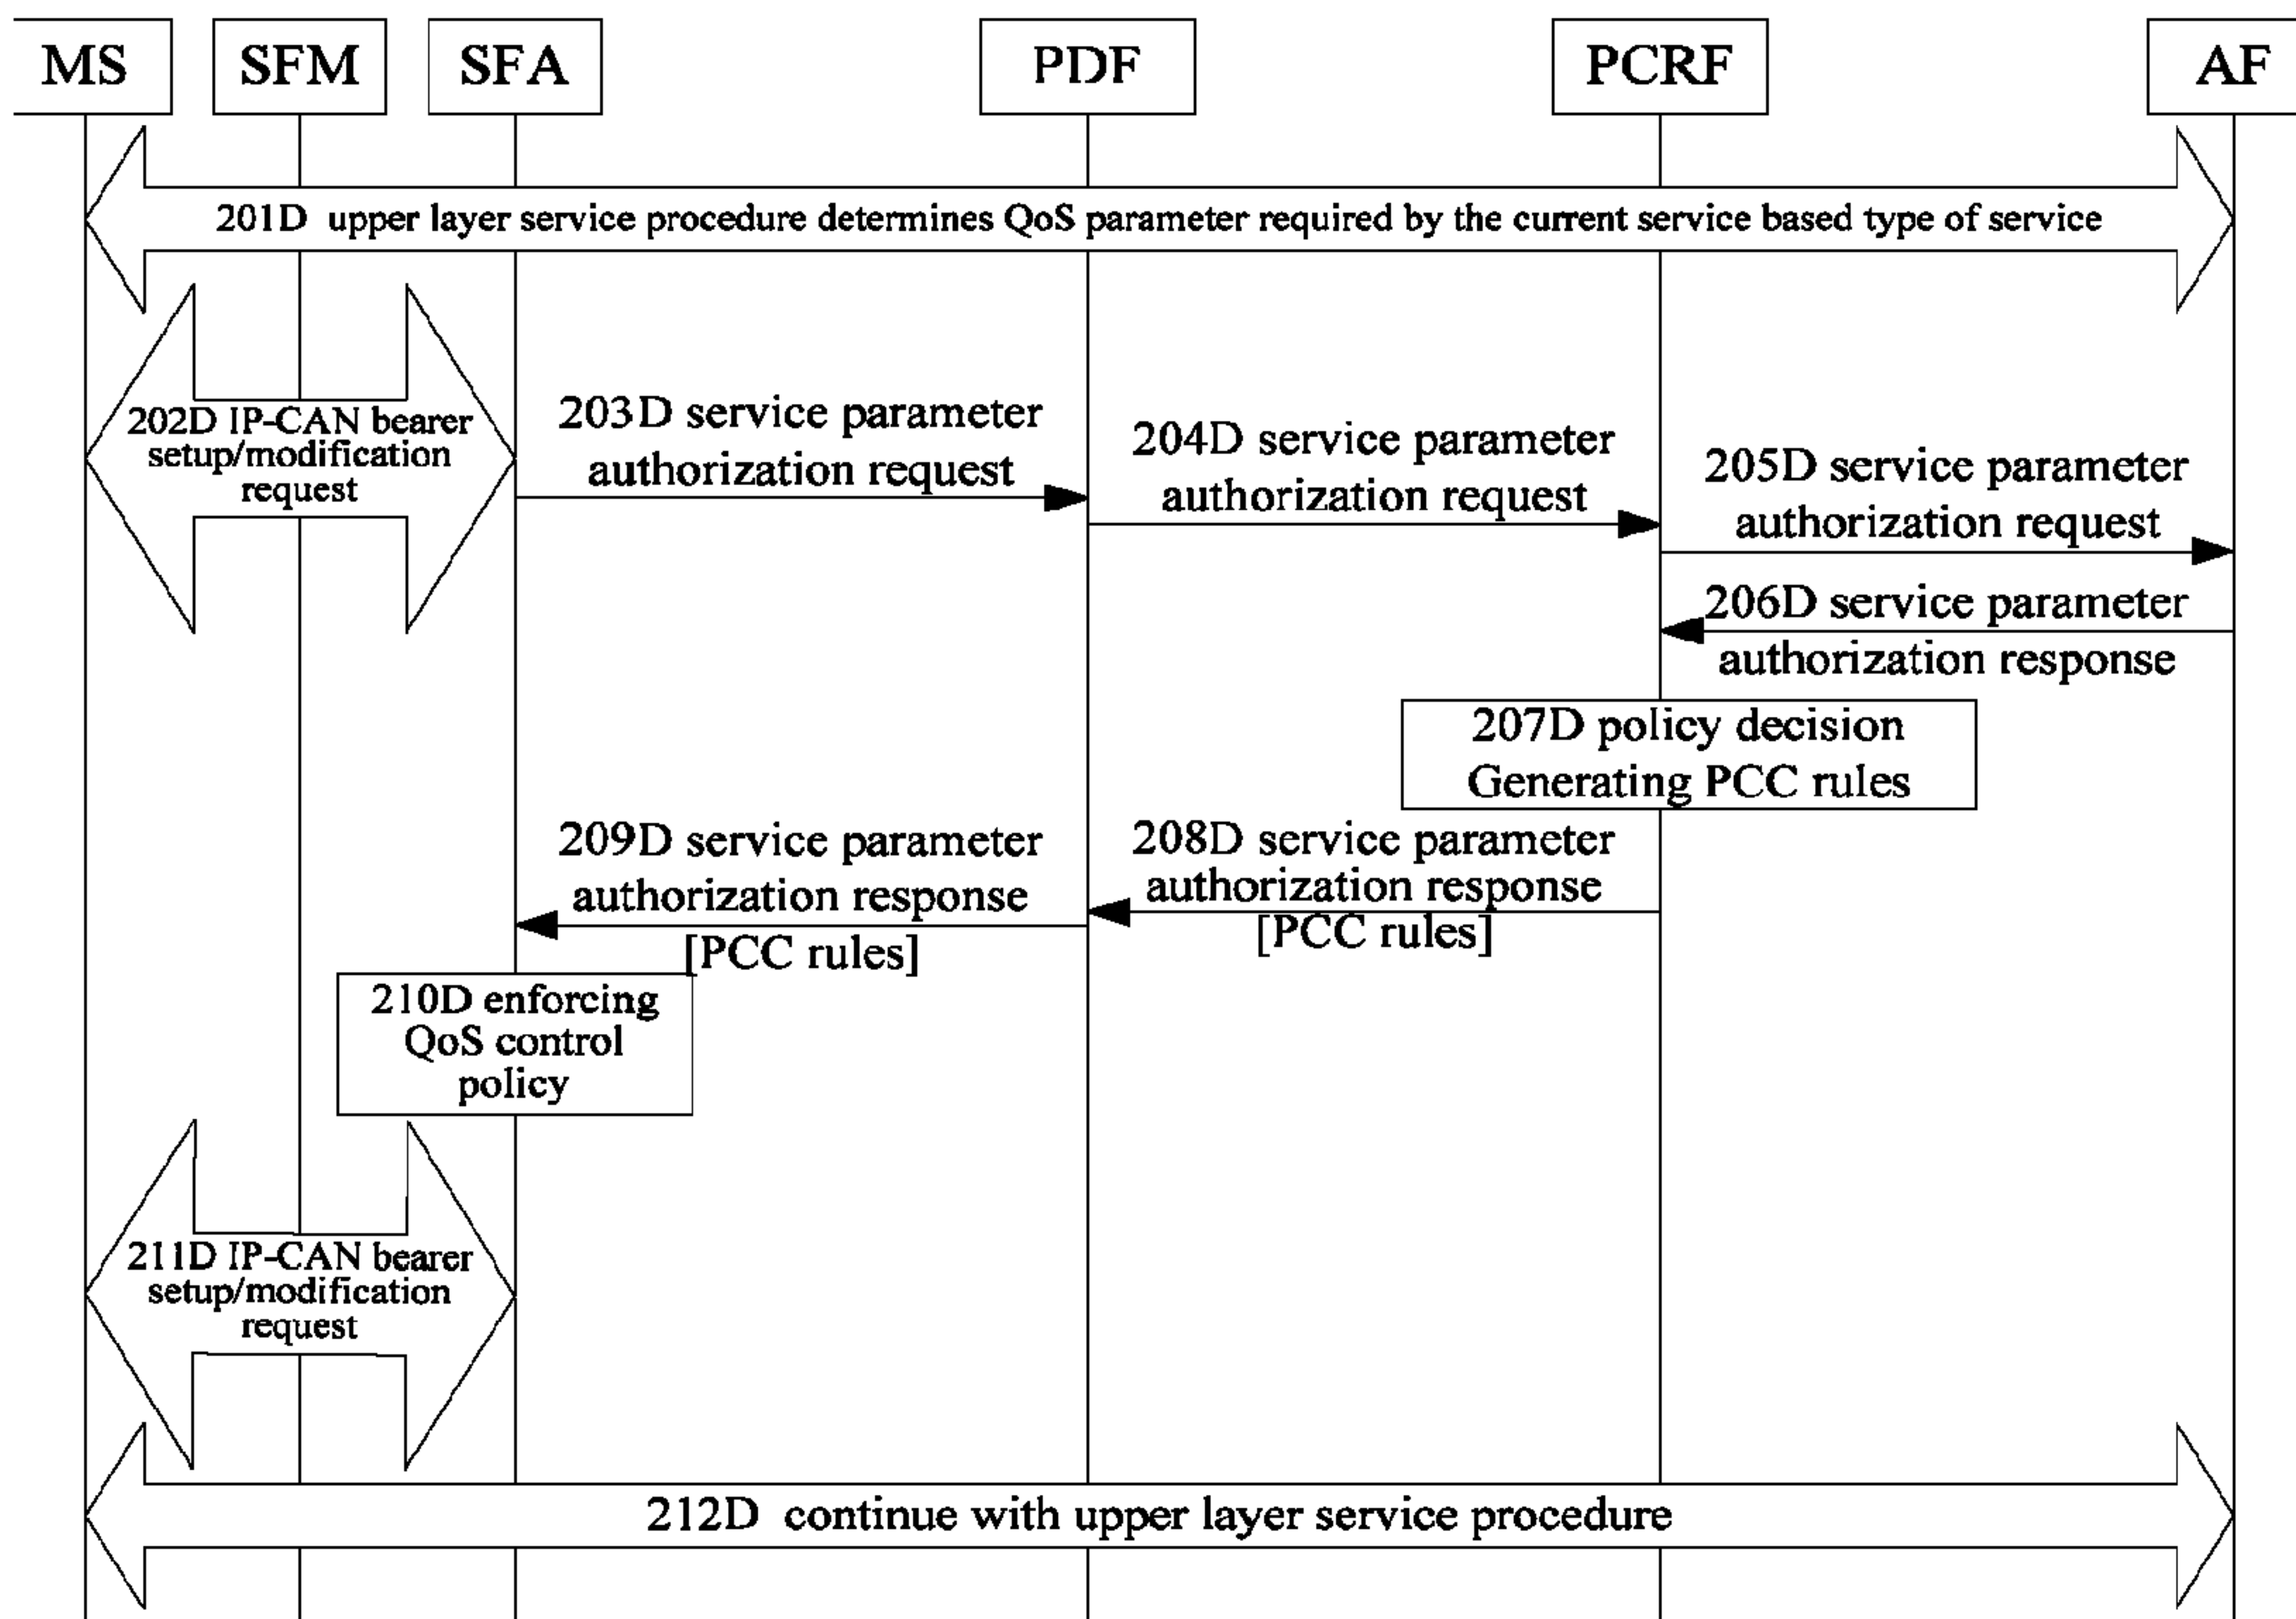 MS
SFM
SFA
PDF
PCRF
AF
201D upper layer service procedure determines QoS parameter required by the current service based type of service
202D IP-CAN bearer
setup/modification
request
203D service parameter
authorization request
204D service parameter
authorization request
205D service parameter
authorization request
206D service parameter
authorization response
207D policy decision
Generating PCC rules
208D service parameter
authorization response
[PCC rules]
209D service parameter
authorization response
[PCC rules]
210D enforcing
QoS control
policy
211D IP-CAN bearer
setup/modification
request
212D continue with upper layer service procedure